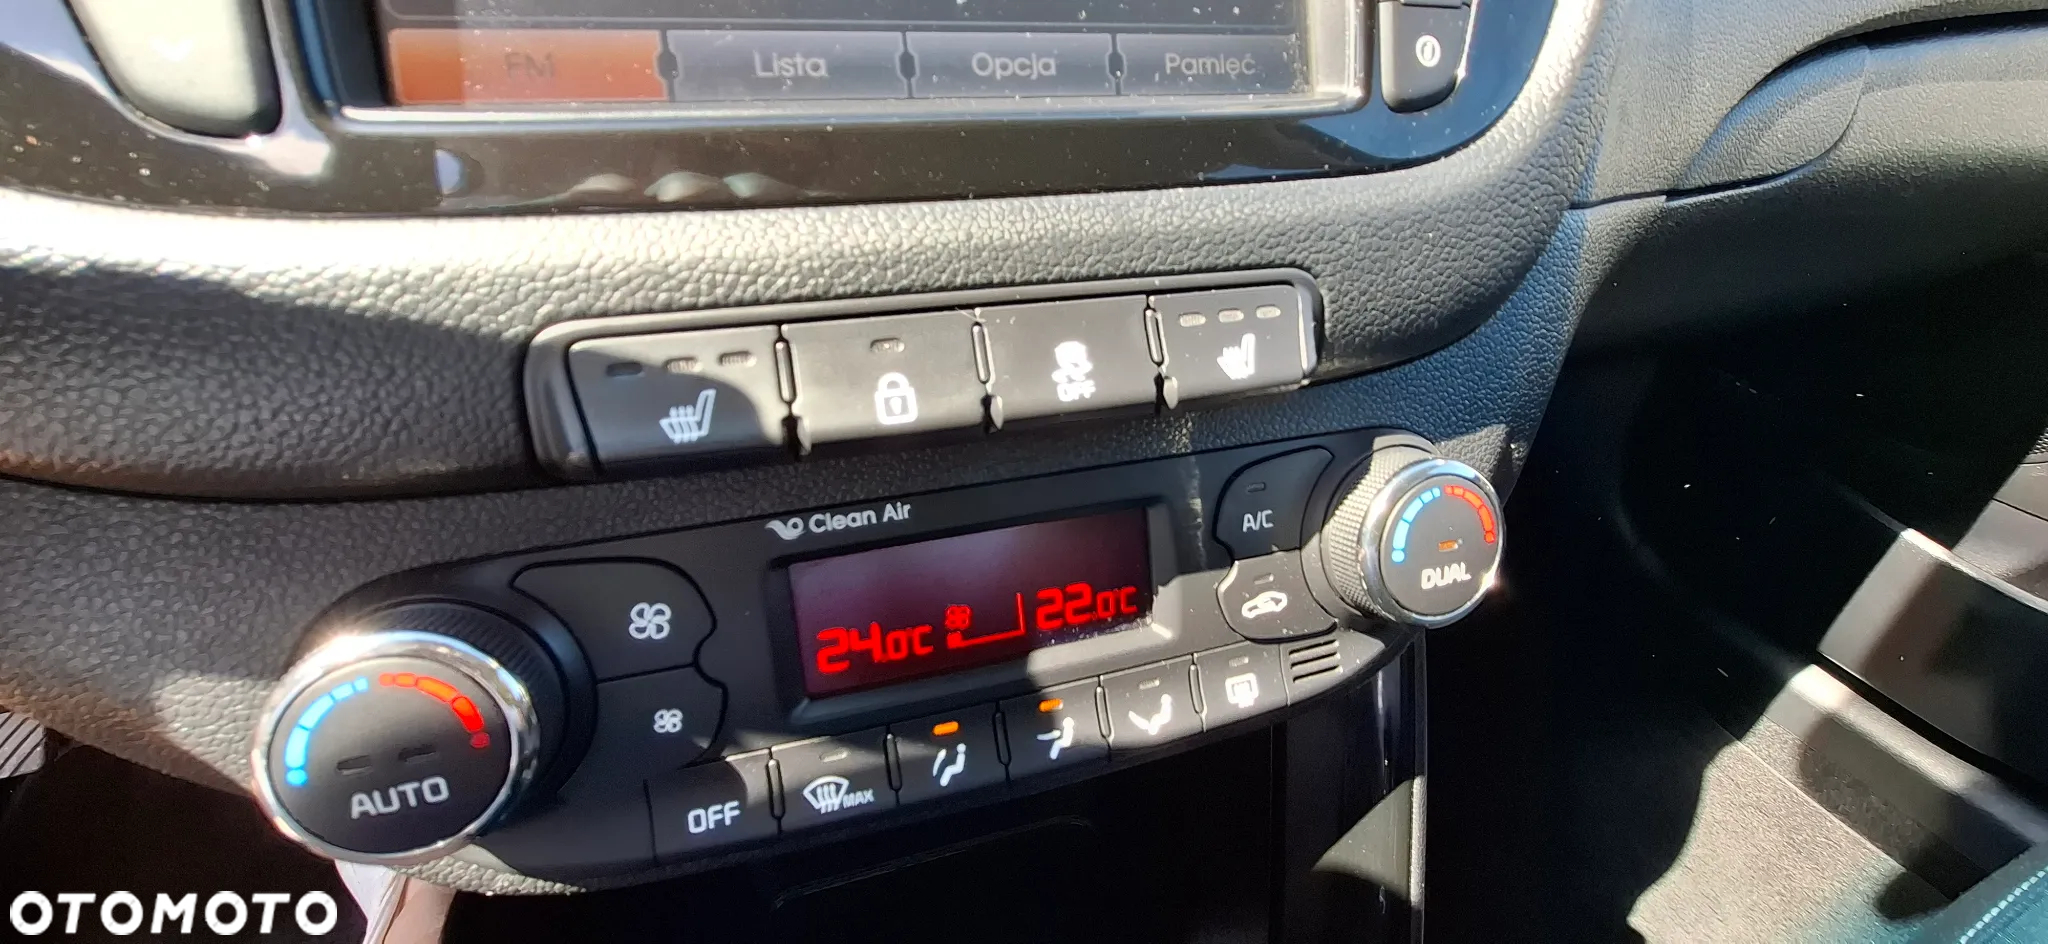 FM Lista Opcja Pamięć
OFF
Clean Air
A/C
24.0°C 22.0°C
DUAL
AUTO
OFF
MAX
OTOMOTO